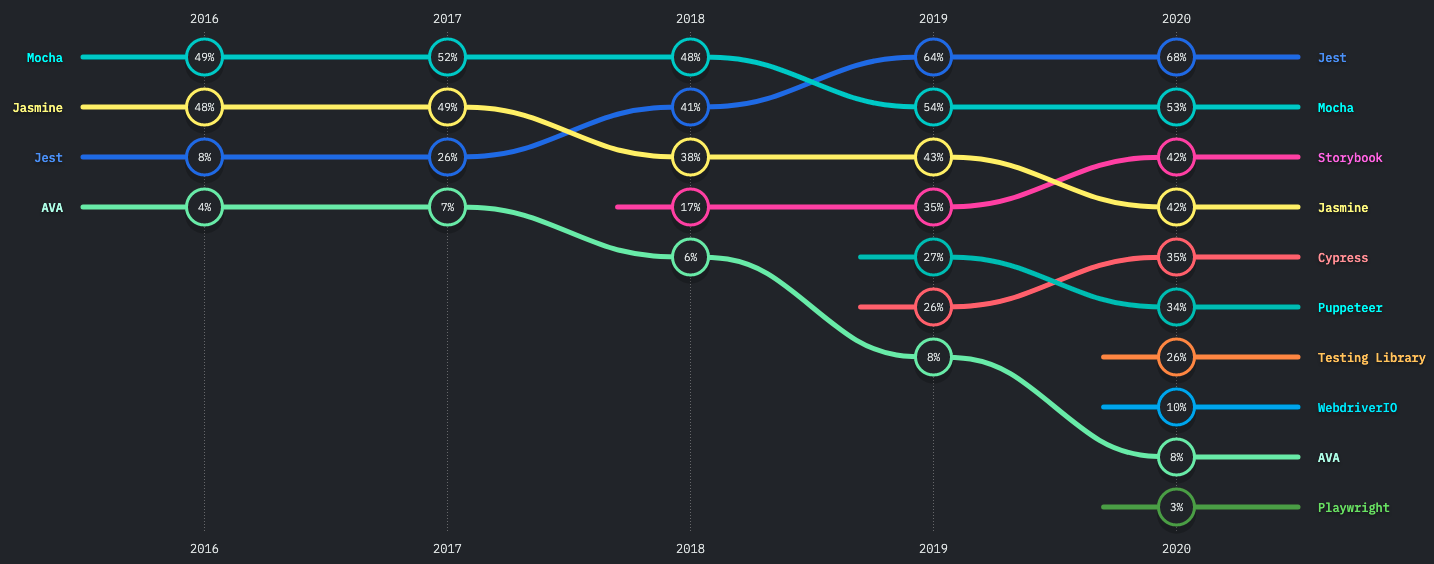 2016 2017 2018 2019 2020
Mocha 49% 52% 48% 64% 68% Jest
Jasmine 48% 49% 41% 54% 53% Mocha
Jest 8% 26% 38% 43% 42% Storybook
AVA 4% 7% 17% 35% 42% Jasmine
6% 27% 35% Cypress
26% 34% Puppeteer
8% 26% Testing Library
10% WebdriverIO
8% AVA
3% Playwright
2016 2017 2018 2019 2020